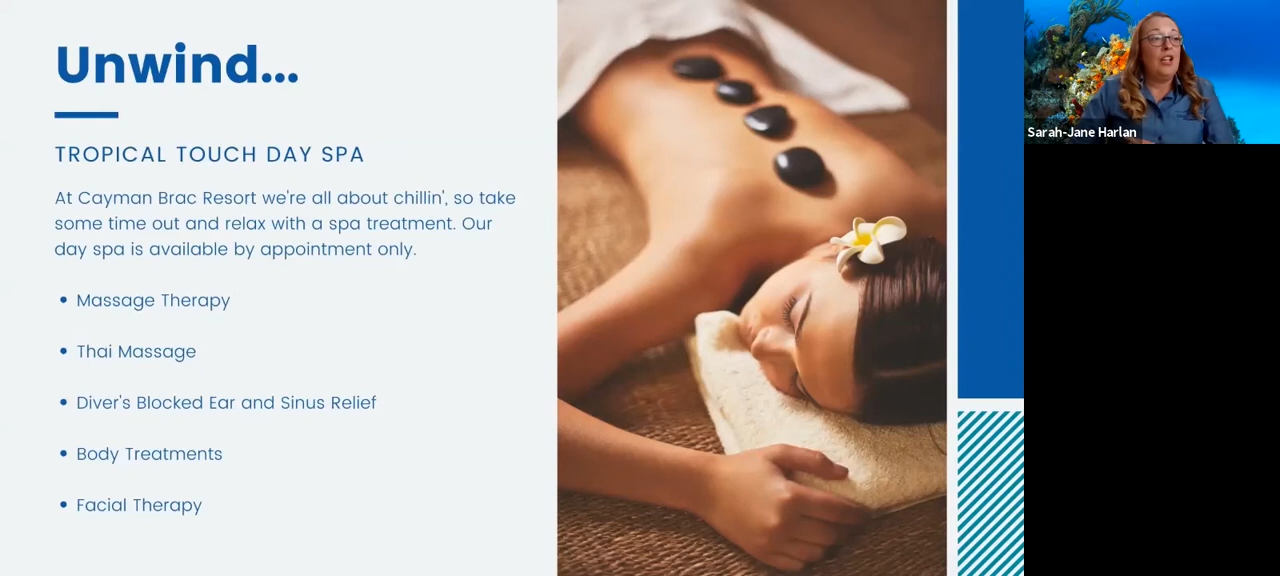 Unwind...
TROPICAL TOUCH DAY SPA
At Cayman Brac Resort we're all about chillin', so take
some time out and relax with a spa treatment. Our
day spa is available by appointment only.
• Massage Therapy
• Thai Massage
• Diver's Blocked Ear and Sinus Relief
• Body Treatments
• Facial Therapy
Sarah-Jane Harlan